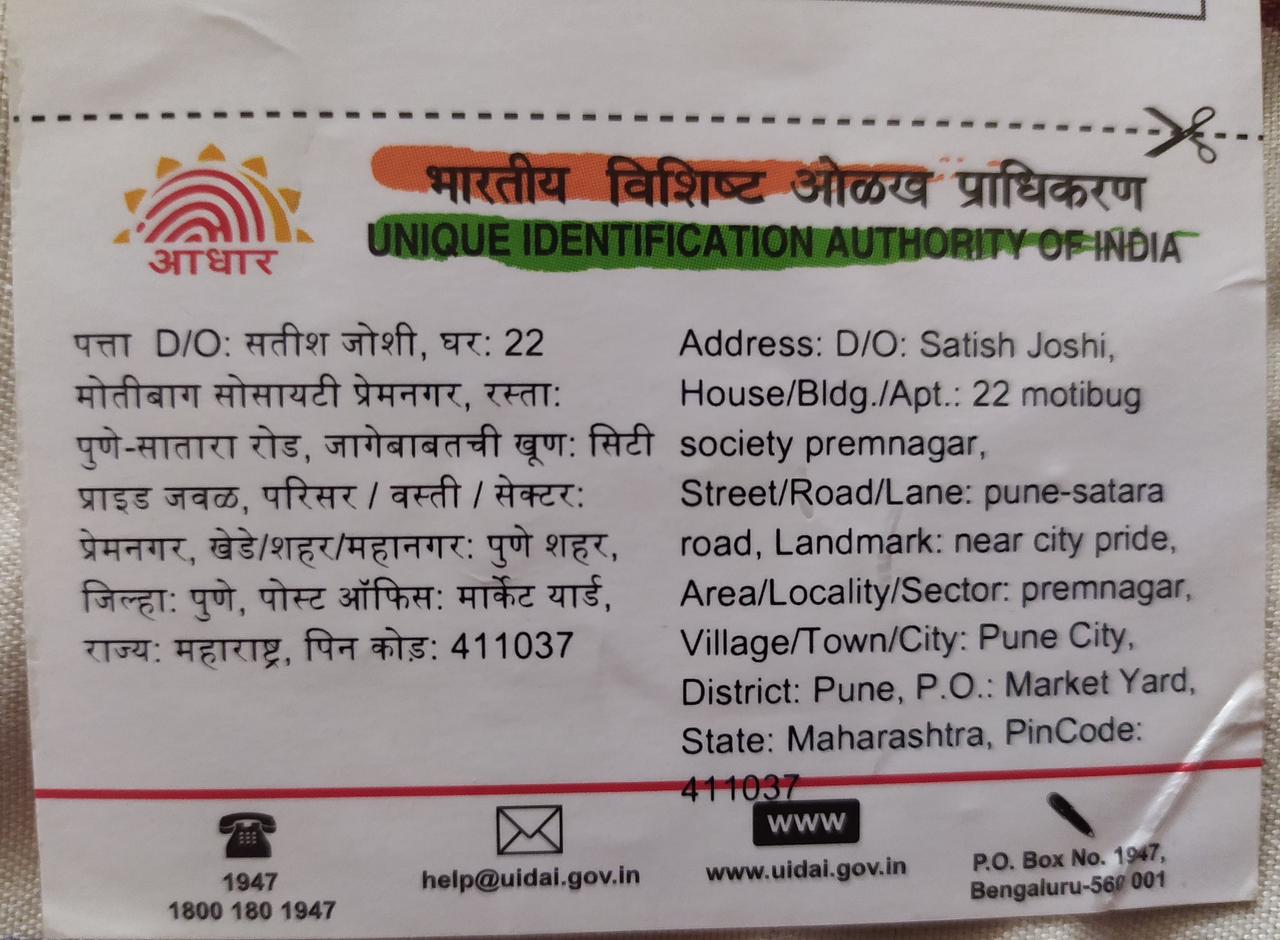 आधार
भारतीय विशिष्ट ओळख प्राधिकरण
UNIQUE IDENTIFICATION AUTHORITY OF INDIA
पत्ता D/O: सतीश जोशी, घर: 22
मोतीबाग सोसायटी प्रेमनगर, रस्ता:
पुणे-सातारा रोड, जागेबाबतची खूण: सिटी
प्राइड जवळ, परिसर / वस्ती / सेक्टर:
प्रेमनगर, खेडे/शहर/महानगर: पुणे शहर,
जिल्हा: पुणे, पोस्ट ऑफिस: मार्केट यार्ड,
राज्य: महाराष्ट्र, पिन कोड़: 411037
Address: D/O: Satish Joshi,
House/Bldg./Apt.: 22 motibug
society premnagar,
Street/Road/Lane: pune-satara
road, Landmark: near city pride,
Area/Locality/Sector: premnagar,
Village/Town/City: Pune City,
District: Pune, P.O.: Market Yard,
State: Maharashtra, PinCode:
411037
1947
1800 180 1947
help@uidai.gov.in
www
www.uidai.gov.in
P.O. Box No. 1947,
Bengaluru-560 001